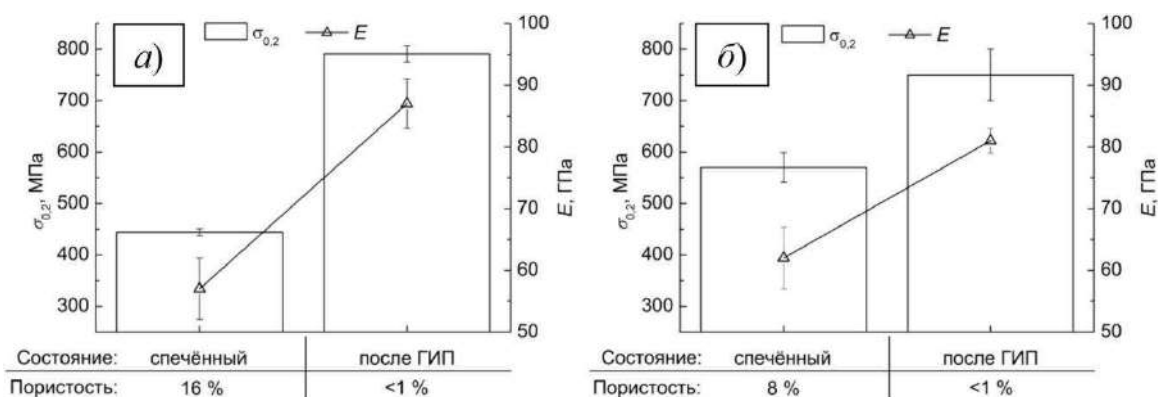 а)
σ0,2
E
800
700
600
500
400
300
σ0,2, МПа
100
90
80
70
60
50
E, ГПа
Состояние: спечённый после ГИП
Пористость: 16 % <1 %
б)
σ0,2
E
800
700
600
500
400
300
σ0,2, МПа
100
90
80
70
60
50
E, ГПа
Состояние: спечённый после ГИП
Пористость: 8 % <1 %